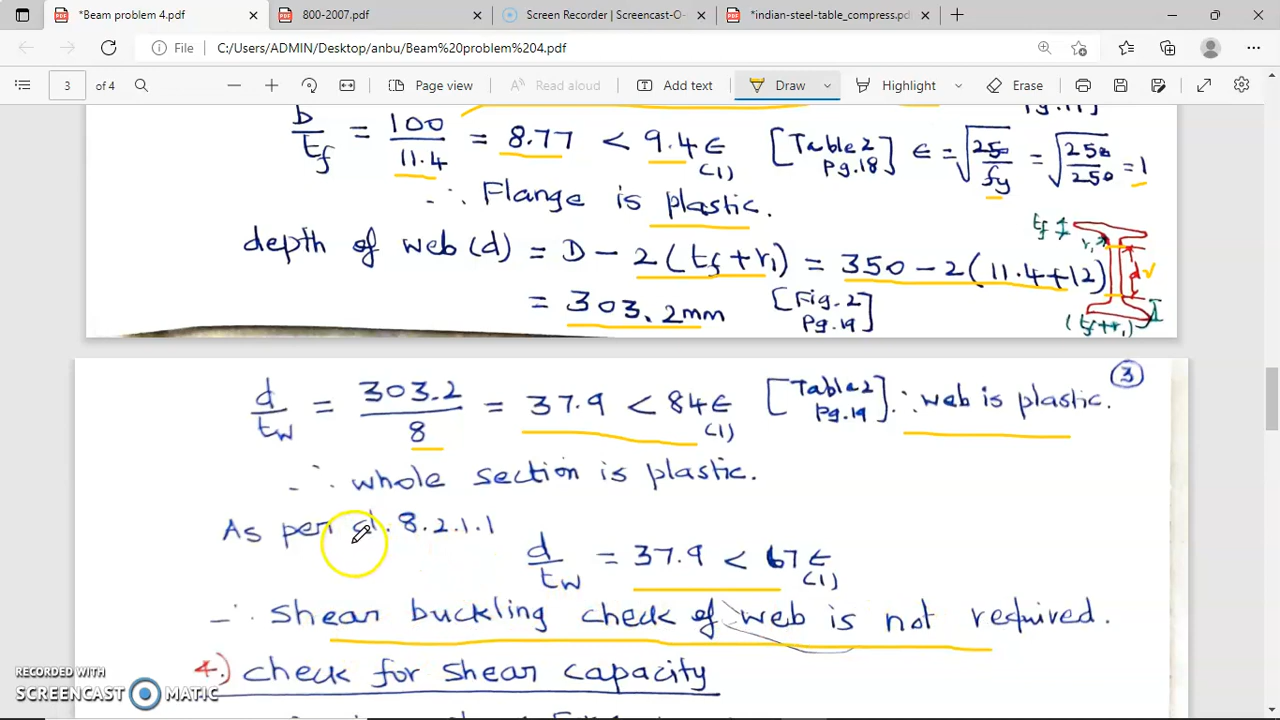 *Beam problem 4.pdf
800-2007.pdf
Screen Recorder | Screencast-O-
*indian-steel-table_compress.pd
File C:/Users/ADMIN/Desktop/anbu/Beam%20problem%204.pdf
3 of 4 Page view Read aloud Add text Draw Highlight Erase
b/tf = 100/11.4 = 8.77 < 9.4ε (1) [Table 2 Pg.18] ε = √250/fy = √250/250 = 1
∴ Flange is plastic.
depth of web (d) = D - 2(tf + r1) = 350 - 2(11.4+12)
= 303.2mm [Fig.2 Pg.19]
tf
r1
d
(tf+r1)
3
d/tw = 303.2/8 = 37.9 < 84ε (1) [Table 2 Pg.19] ∴ web is plastic.
∴ whole section is plastic.
As per cl. 8.2.1.1
d/tw = 37.9 < 67ε (1)
∴ Shear buckling check of web is not required.
4.) check for shear capacity
RECORDED WITH
SCREENCAST MATIC